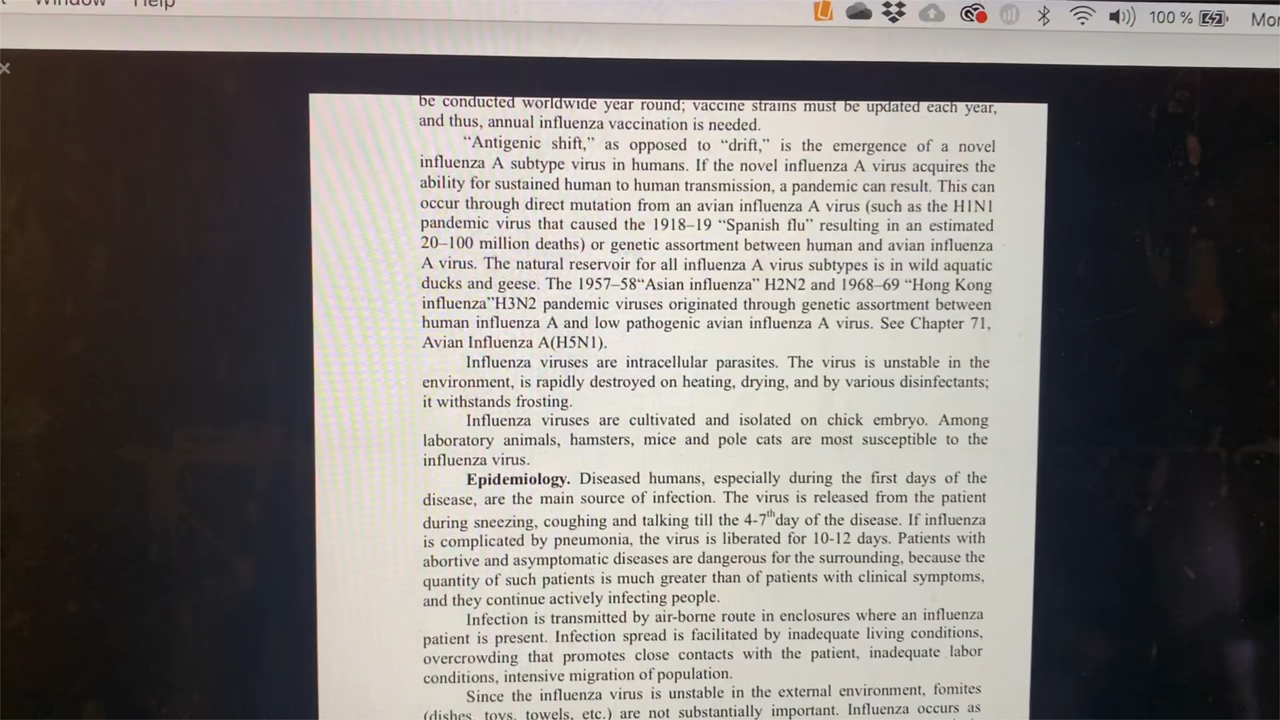 Window Help
100 %
be conducted worldwide year round; vaccine strains must be updated each year,
and thus, annual influenza vaccination is needed.
“Antigenic shift,” as opposed to “drift,” is the emergence of a novel
influenza A subtype virus in humans. If the novel influenza A virus acquires the
ability for sustained human to human transmission, a pandemic can result. This can
occur through direct mutation from an avian influenza A virus (such as the H1N1
pandemic virus that caused the 1918–19 “Spanish flu” resulting in an estimated
20–100 million deaths) or genetic assortment between human and avian influenza
A virus. The natural reservoir for all influenza A virus subtypes is in wild aquatic
ducks and geese. The 1957–58“Asian influenza” H2N2 and 1968–69 “Hong Kong
influenza”H3N2 pandemic viruses originated through genetic assortment between
human influenza A and low pathogenic avian influenza A virus. See Chapter 71,
Avian Influenza A(H5N1).
Influenza viruses are intracellular parasites. The virus is unstable in the
environment, is rapidly destroyed on heating, drying, and by various disinfectants;
it withstands frosting.
Influenza viruses are cultivated and isolated on chick embryo. Among
laboratory animals, hamsters, mice and pole cats are most susceptible to the
influenza virus.
Epidemiology. Diseased humans, especially during the first days of the
disease, are the main source of infection. The virus is released from the patient
during sneezing, coughing and talking till the 4-7thday of the disease. If influenza
is complicated by pneumonia, the virus is liberated for 10-12 days. Patients with
abortive and asymptomatic diseases are dangerous for the surrounding, because the
quantity of such patients is much greater than of patients with clinical symptoms,
and they continue actively infecting people.
Infection is transmitted by air-borne route in enclosures where an influenza
patient is present. Infection spread is facilitated by inadequate living conditions,
overcrowding that promotes close contacts with the patient, inadequate labor
conditions, intensive migration of population.
Since the influenza virus is unstable in the external environment, fomites
(dishes, toys, towels, etc.) are not substantially important. Influenza occurs as